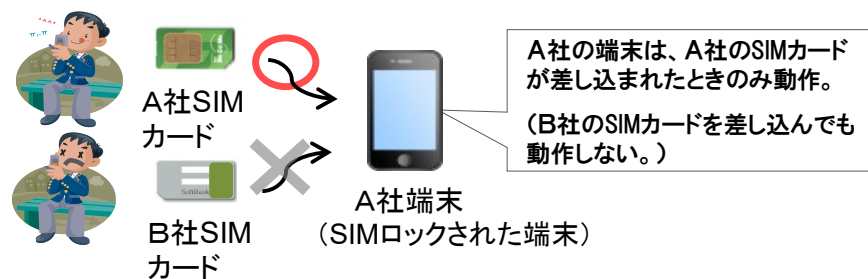 A社SIM
カード
DoCoMo
SoftBank
B社SIM
カード
A社端末
（SIMロックされた端末）
A社の端末は、A社のSIMカード
が差し込まれたときのみ動作。
（B社のSIMカードを差し込んでも
動作しない。）